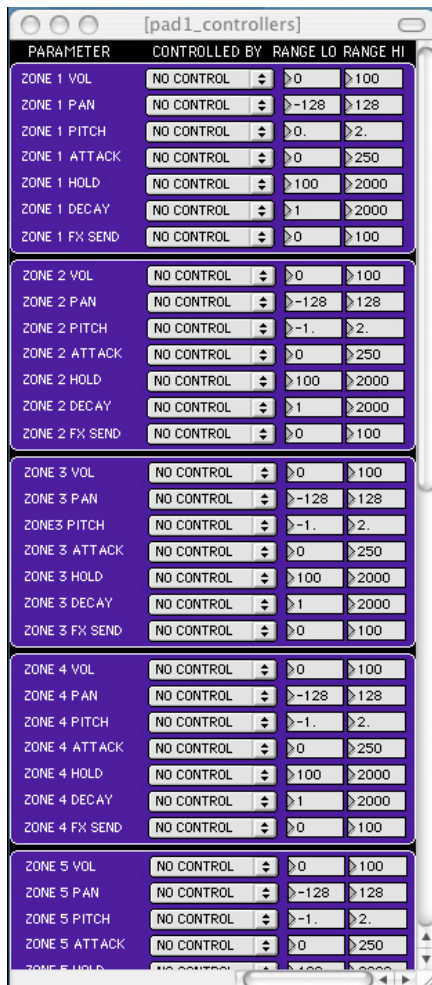 [pad1_controllers]
PARAMETER CONTROLLED BY RANGE LO RANGE HI
ZONE 1 VOL NO CONTROL 0 100
ZONE 1 PAN NO CONTROL -128 128
ZONE 1 PITCH NO CONTROL 0. 2.
ZONE 1 ATTACK NO CONTROL 0 250
ZONE 1 HOLD NO CONTROL 100 2000
ZONE 1 DECAY NO CONTROL 1 2000
ZONE 1 FX SEND NO CONTROL 0 100
ZONE 2 VOL NO CONTROL 0 100
ZONE 2 PAN NO CONTROL -128 128
ZONE 2 PITCH NO CONTROL -1. 2.
ZONE 2 ATTACK NO CONTROL 0 250
ZONE 2 HOLD NO CONTROL 100 2000
ZONE 2 DECAY NO CONTROL 1 2000
ZONE 2 FX SEND NO CONTROL 0 100
ZONE 3 VOL NO CONTROL 0 100
ZONE 3 PAN NO CONTROL -128 128
ZONE3 PITCH NO CONTROL -1. 2.
ZONE 3 ATTACK NO CONTROL 0 250
ZONE 3 HOLD NO CONTROL 100 2000
ZONE 3 DECAY NO CONTROL 1 2000
ZONE 3 FX SEND NO CONTROL 0 100
ZONE 4 VOL NO CONTROL 0 100
ZONE 4 PAN NO CONTROL -128 128
ZONE 4 PITCH NO CONTROL -1. 2.
ZONE 4 ATTACK NO CONTROL 0 250
ZONE 4 HOLD NO CONTROL 100 2000
ZONE 4 DECAY NO CONTROL 1 2000
ZONE 4 FX SEND NO CONTROL 0 100
ZONE 5 VOL NO CONTROL 0 100
ZONE 5 PAN NO CONTROL -128 128
ZONE 5 PITCH NO CONTROL -1. 2.
ZONE 5 ATTACK NO CONTROL 0 250